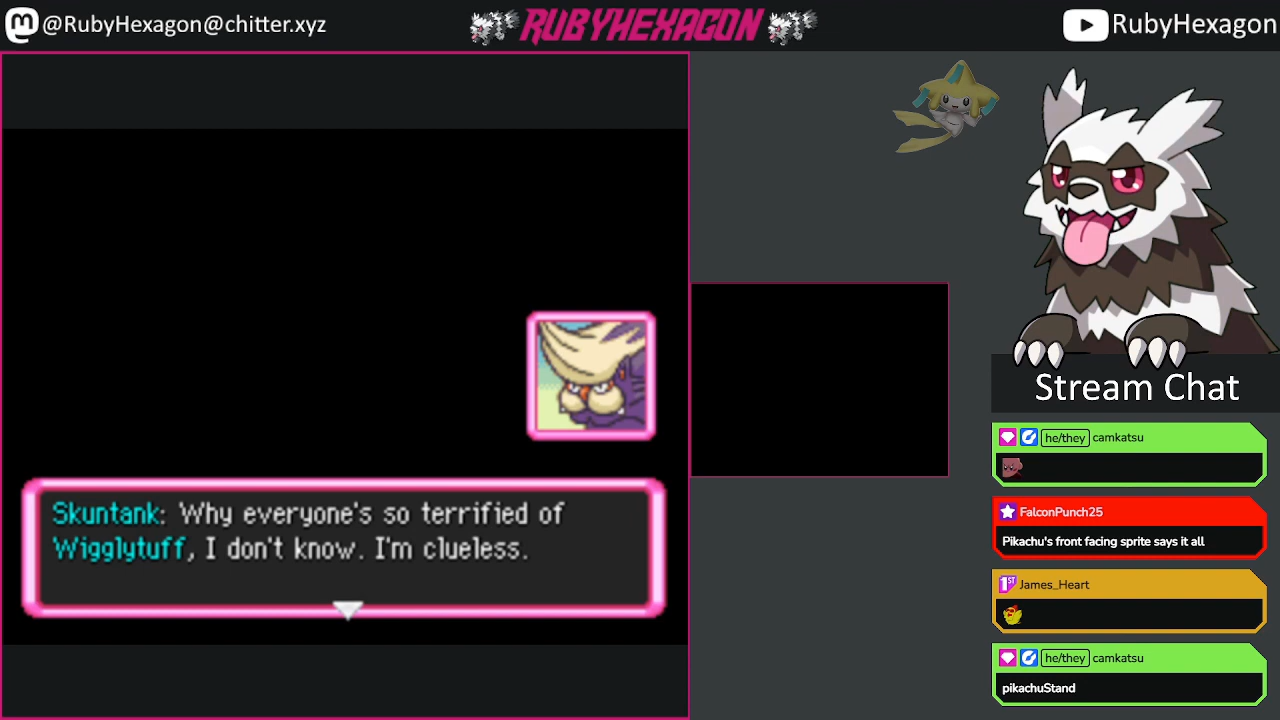 @RubyHexagon@chitter.xyz
RUBYHEXAGON
RubyHexagon
Skuntank: Why everyone's so terrified of
Wigglytuff, I don't know. I'm clueless.
Stream Chat
he/they camkatsu
FalconPunch25
Pikachu's front facing sprite says it all
1ST James_Heart
he/they camkatsu
pikachuStand